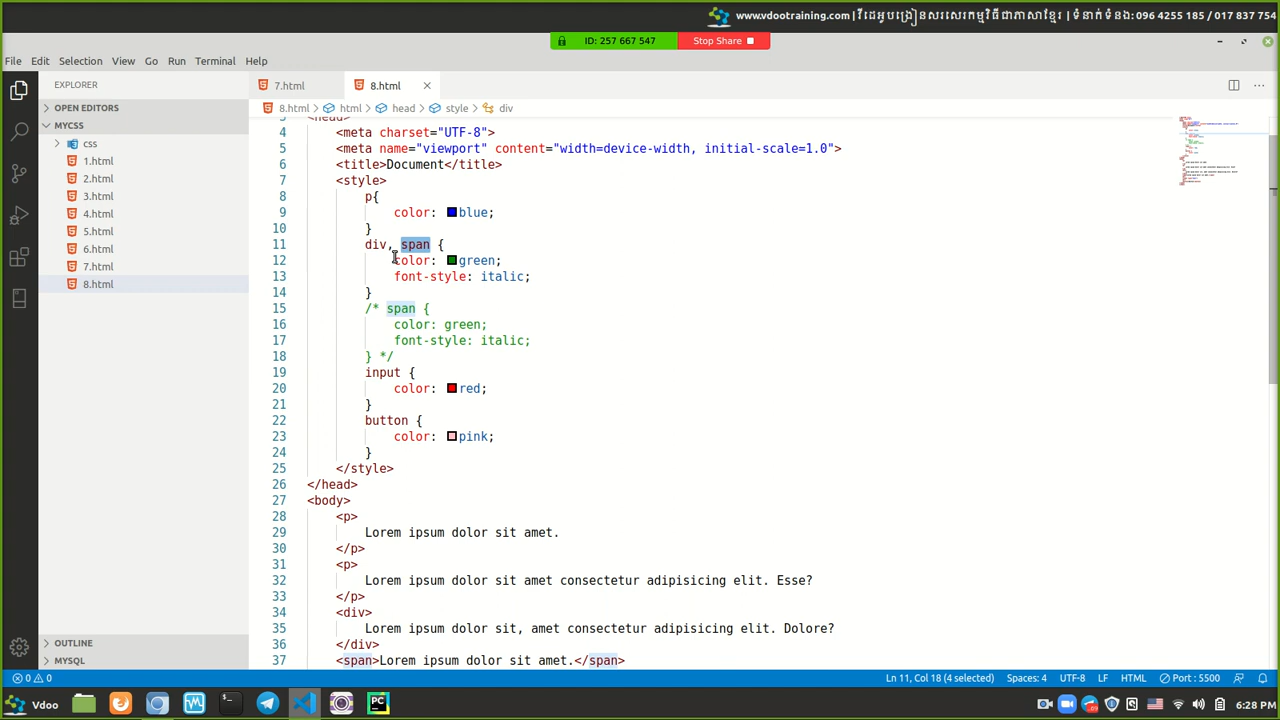 www.vdootraining.com | វីដេអូបង្រៀនសរសេរកម្មវិធីជាភាសាខ្មែរ | ទំនាក់ទំនង: 096 4255 185 / 017 837 754
ID: 257 667 547 Stop Share
File Edit Selection View Go Run Terminal Help
EXPLORER
7.html 8.html
OPEN EDITORS
8.html > html > head > style > div
MYCSS
css
1.html
2.html
3.html
4.html
5.html
6.html
7.html
8.html
OUTLINE
MYSQL
3 <head>
4 <meta charset="UTF-8">
5 <meta name="viewport" content="width=device-width, initial-scale=1.0">
6 <title>Document</title>
7 <style>
8 p{
9 color: blue;
10 }
11 div, span {
12 color: green;
13 font-style: italic;
14 }
15 /* span {
16 color: green;
17 font-style: italic;
18 } */
19 input {
20 color: red;
21 }
22 button {
23 color: pink;
24 }
25 </style>
26 </head>
27 <body>
28 <p>
29 Lorem ipsum dolor sit amet.
30 </p>
31 <p>
32 Lorem ipsum dolor sit amet consectetur adipisicing elit. Esse?
33 </p>
34 <div>
35 Lorem ipsum dolor sit, amet consectetur adipisicing elit. Dolore?
36 </div>
37 <span>Lorem ipsum dolor sit amet.</span>
0 0 Ln 11, Col 18 (4 selected) Spaces: 4 UTF-8 LF HTML Port : 5500
Vdoo PC 6:28 PM